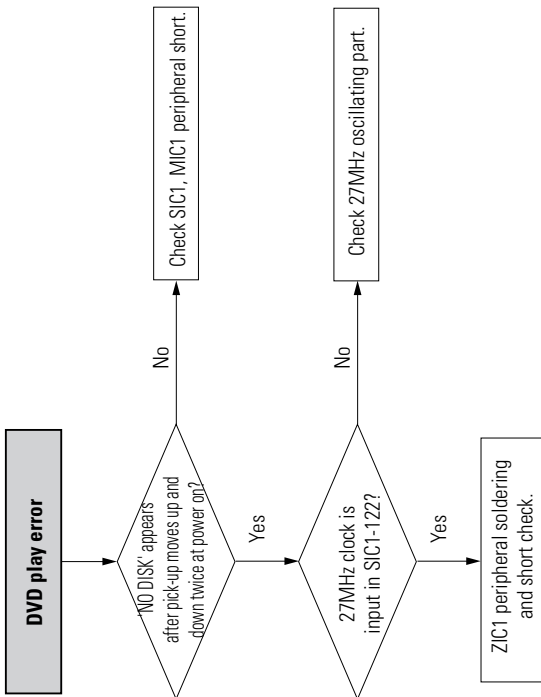 DVD play error
'NO DISK' appears
after pick-up moves up and
down twice at power on?
No
Check SIC1, MIC1 peripheral short.
Yes
27MHz clock is
input in SIC1-122?
No
Check 27MHz oscillating part.
Yes
ZIC1 peripheral soldering
and short check.